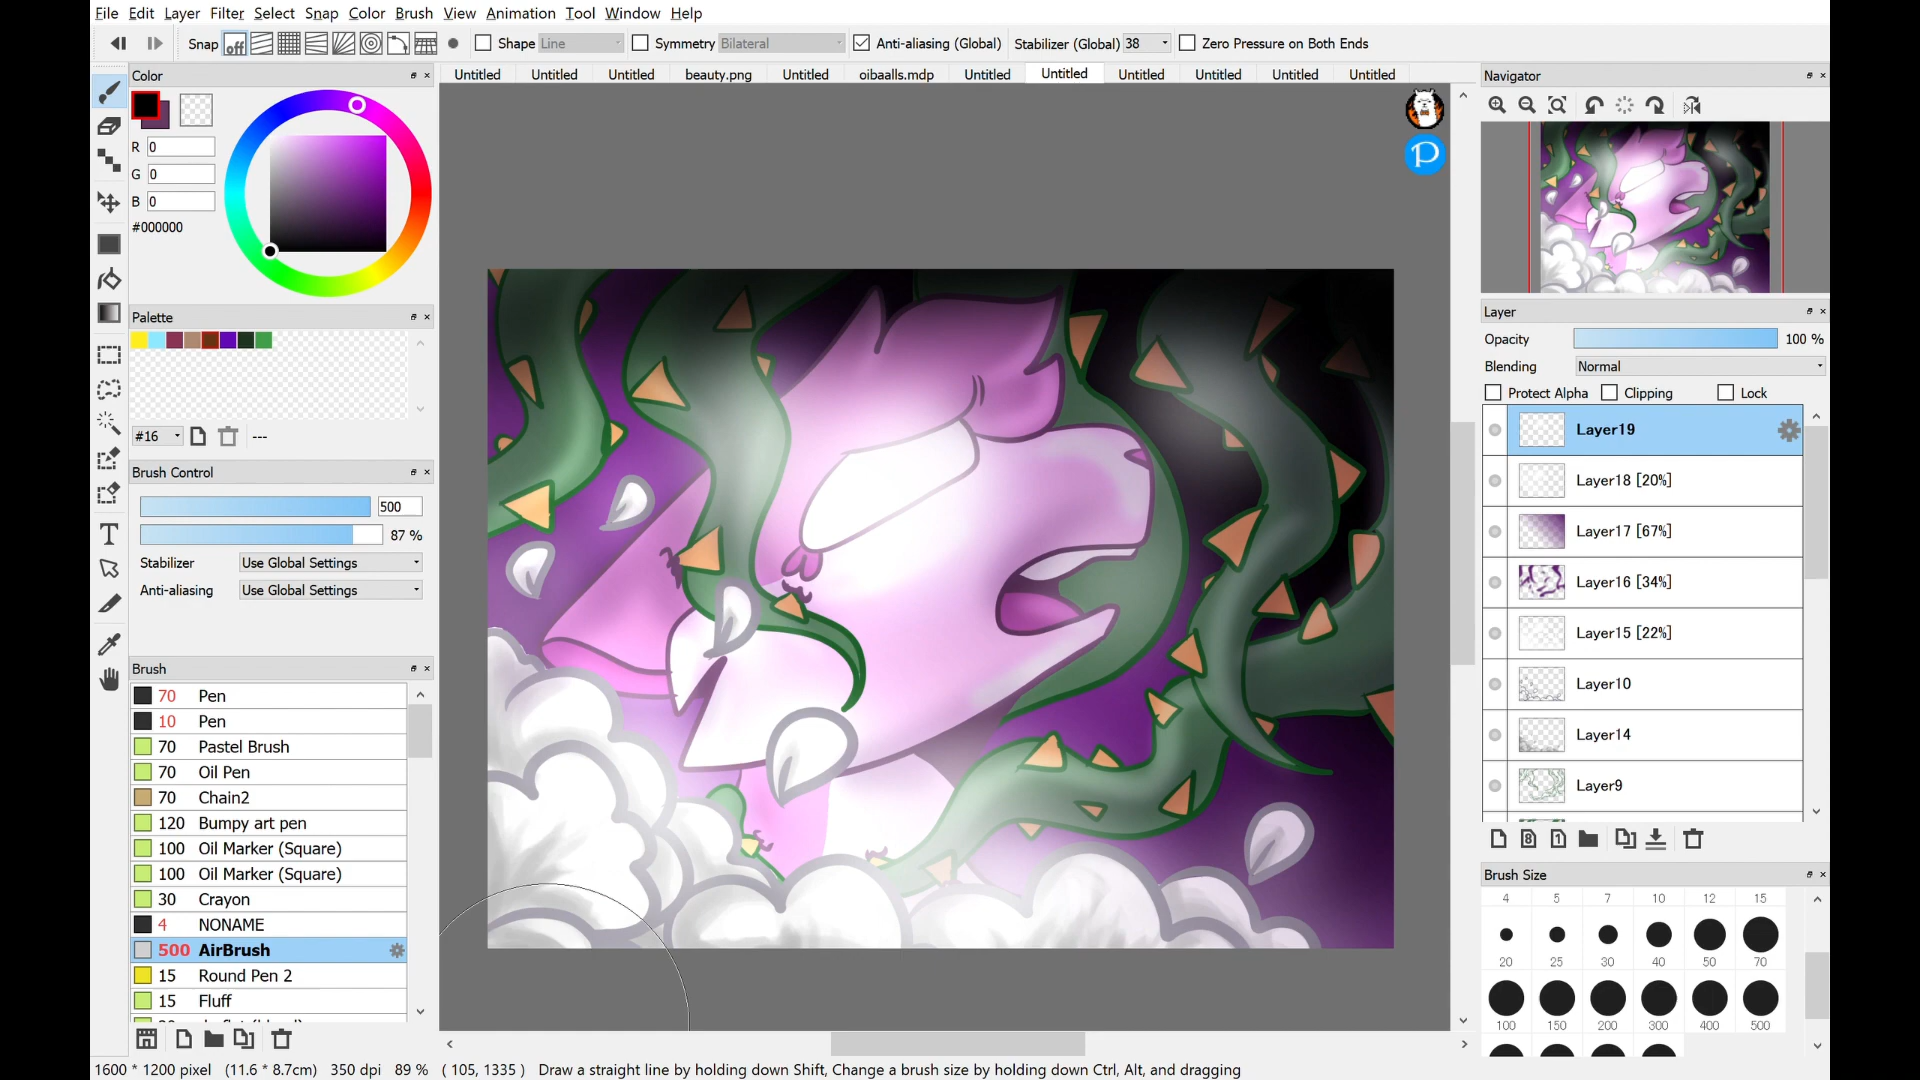 File Edit Layer Filter Select Snap Color Brush View Animation Tool Window Help
Snap off Shape Line Symmetry Bilateral Anti-aliasing (Global) Stabilizer (Global) 38 Zero Pressure on Both Ends
Untitled Untitled Untitled beauty.png Untitled oibaalls.mdp Untitled Untitled Untitled Untitled Untitled Untitled
Color
R 0
G 0
B 0
#000000
Palette
#16 ---
Brush Control
500
87 %
Stabilizer Use Global Settings
Anti-aliasing Use Global Settings
Brush
70 Pen
10 Pen
70 Pastel Brush
70 Oil Pen
70 Chain2
120 Bumpy art pen
100 Oil Marker (Square)
100 Oil Marker (Square)
30 Crayon
4 NONAME
500 AirBrush
15 Round Pen 2
15 Fluff
P
Navigator
Layer
Opacity 100 %
Blending Normal
Protect Alpha Clipping Lock
Layer19
Layer18 [20%]
Layer17 [67%]
Layer16 [34%]
Layer15 [22%]
Layer10
Layer14
Layer9
8 1
Brush Size
4 5 7 10 12 15
20 25 30 40 50 70
100 150 200 300 400 500
1600 * 1200 pixel (11.6 * 8.7cm) 350 dpi 89 % ( 105, 1335 ) Draw a straight line by holding down Shift, Change a brush size by holding down Ctrl, Alt, and dragging